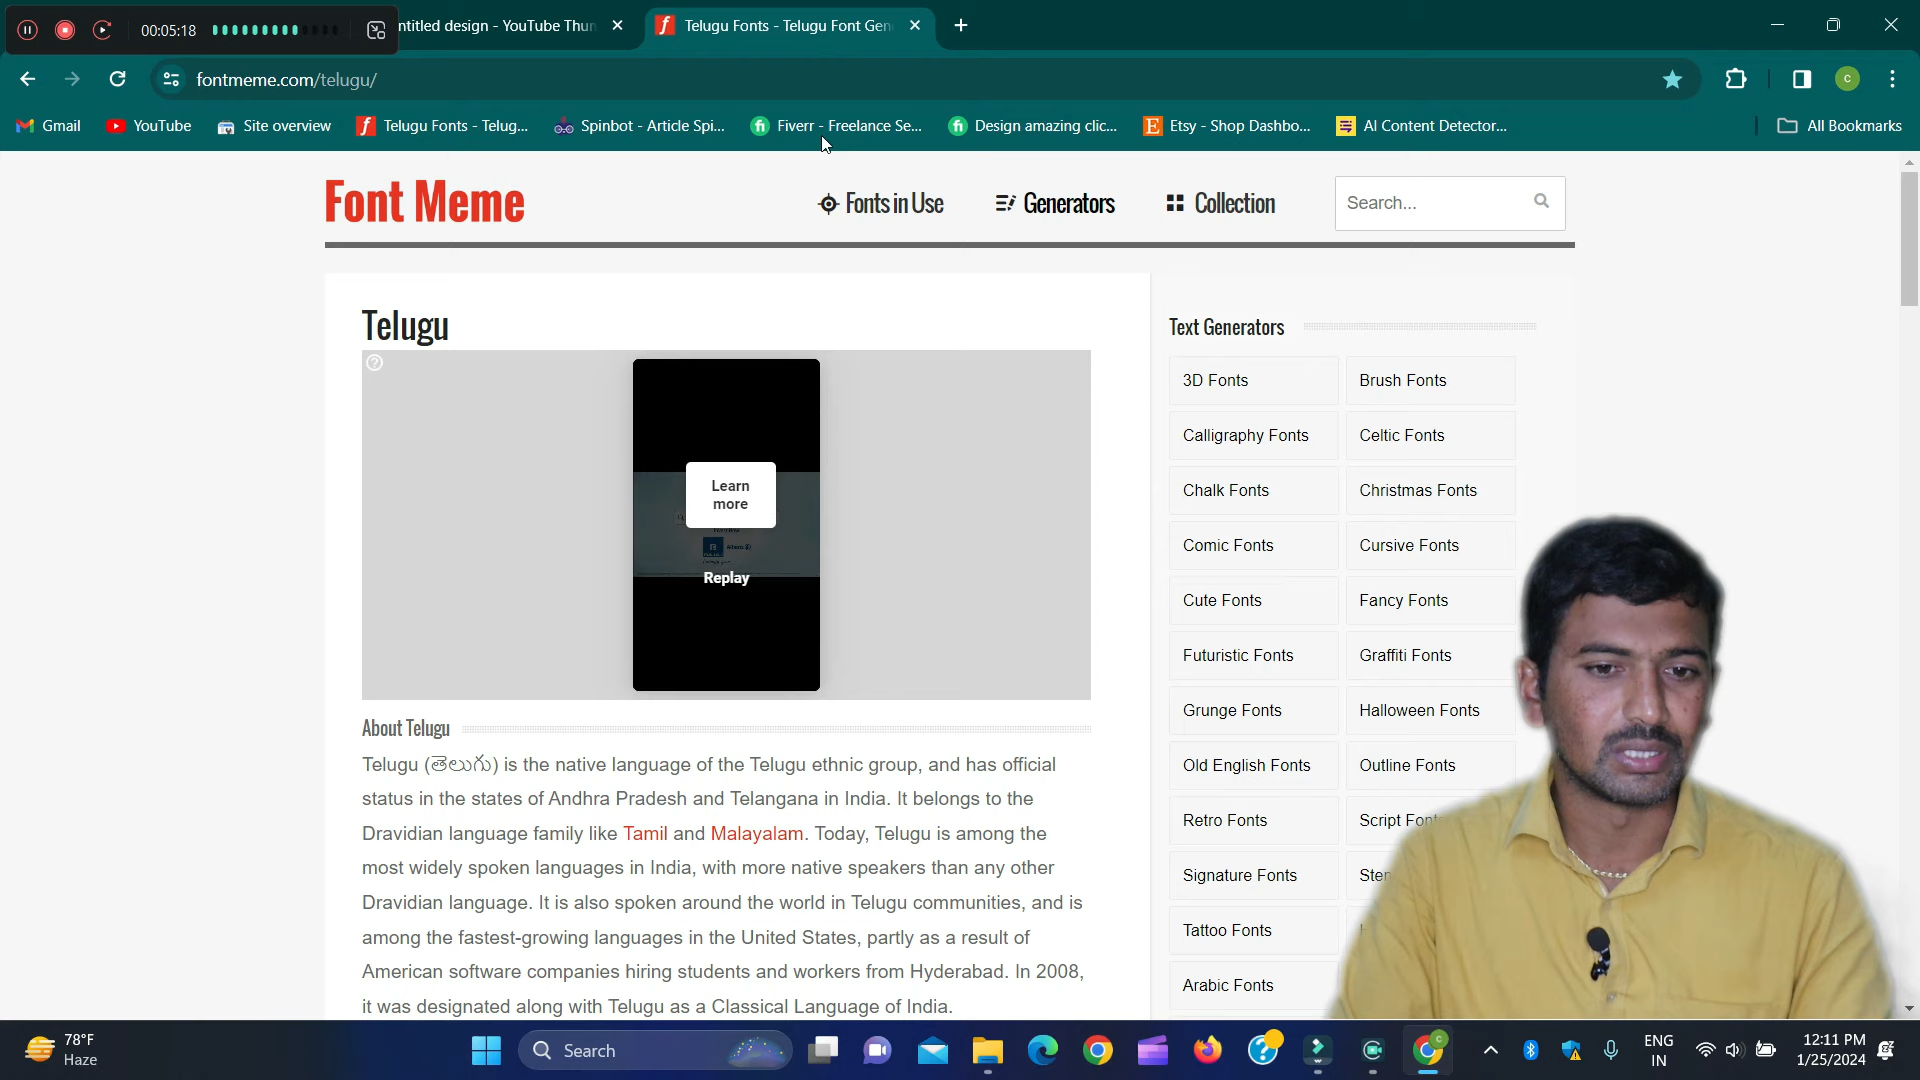 00:05:18
ntitled design - YouTube Thun
Telugu Fonts - Telugu Font Gen
fontmeme.com/telugu/
C
Gmail
YouTube
Site overview
Telugu Fonts - Telug...
Spinbot - Article Spi...
Fiverr - Freelance Se...
Design amazing clic...
Etsy - Shop Dashbo...
AI Content Detector...
All Bookmarks
Font Meme
Fonts in Use
Generators
Collection
Search...
Telugu
Learn
more
Replay
About Telugu
Telugu (తెలుగు) is the native language of the Telugu ethnic group, and has official
status in the states of Andhra Pradesh and Telangana in India. It belongs to the
Dravidian language family like Tamil and Malayalam. Today, Telugu is among the
most widely spoken languages in India, with more native speakers than any other
Dravidian language. It is also spoken around the world in Telugu communities, and is
among the fastest-growing languages in the United States, partly as a result of
American software companies hiring students and workers from Hyderabad. In 2008,
it was designated along with Telugu as a Classical Language of India.
Text Generators
3D Fonts
Brush Fonts
Calligraphy Fonts
Celtic Fonts
Chalk Fonts
Christmas Fonts
Comic Fonts
Cursive Fonts
Cute Fonts
Fancy Fonts
Futuristic Fonts
Graffiti Fonts
Grunge Fonts
Halloween Fonts
Old English Fonts
Outline Fonts
Retro Fonts
Script Font
Signature Fonts
Sten
Tattoo Fonts
Arabic Fonts
78°F
Haze
Search
ENG
IN
12:11 PM
1/25/2024